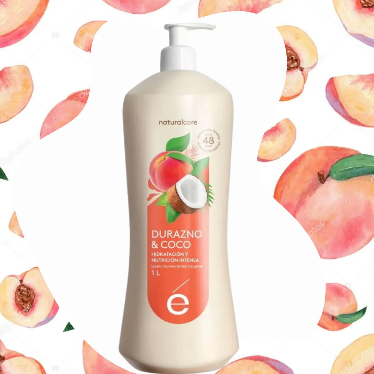 naturalcare
48
DURAZNO
& COCO
HIDRATACIÓN Y
NUTRICIÓN INTENSA
1 L
é